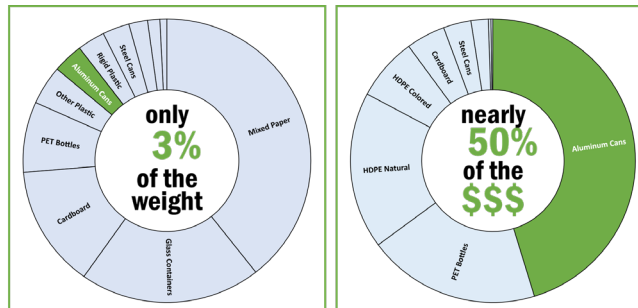 only
3%
of the
weight
Mixed Paper
Glass Containers
Cardboard
PET Bottles
Other Plastic
Aluminum Cans
Rigid Plastic
Steel Cans
nearly
50%
of the
$$$
Aluminum Cans
PET Bottles
HDPE Natural
HDPE Colored
Cardboard
Steel Cans